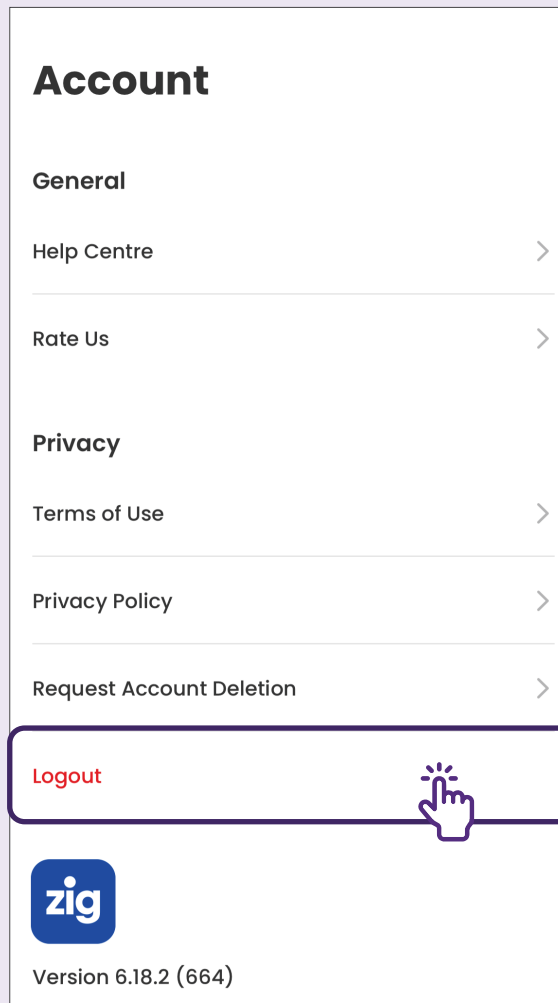 Account
General
Help Centre
Rate Us
Privacy
Terms of Use
Privacy Policy
Request Account Deletion
Logout
zig
Version 6.18.2 (664)